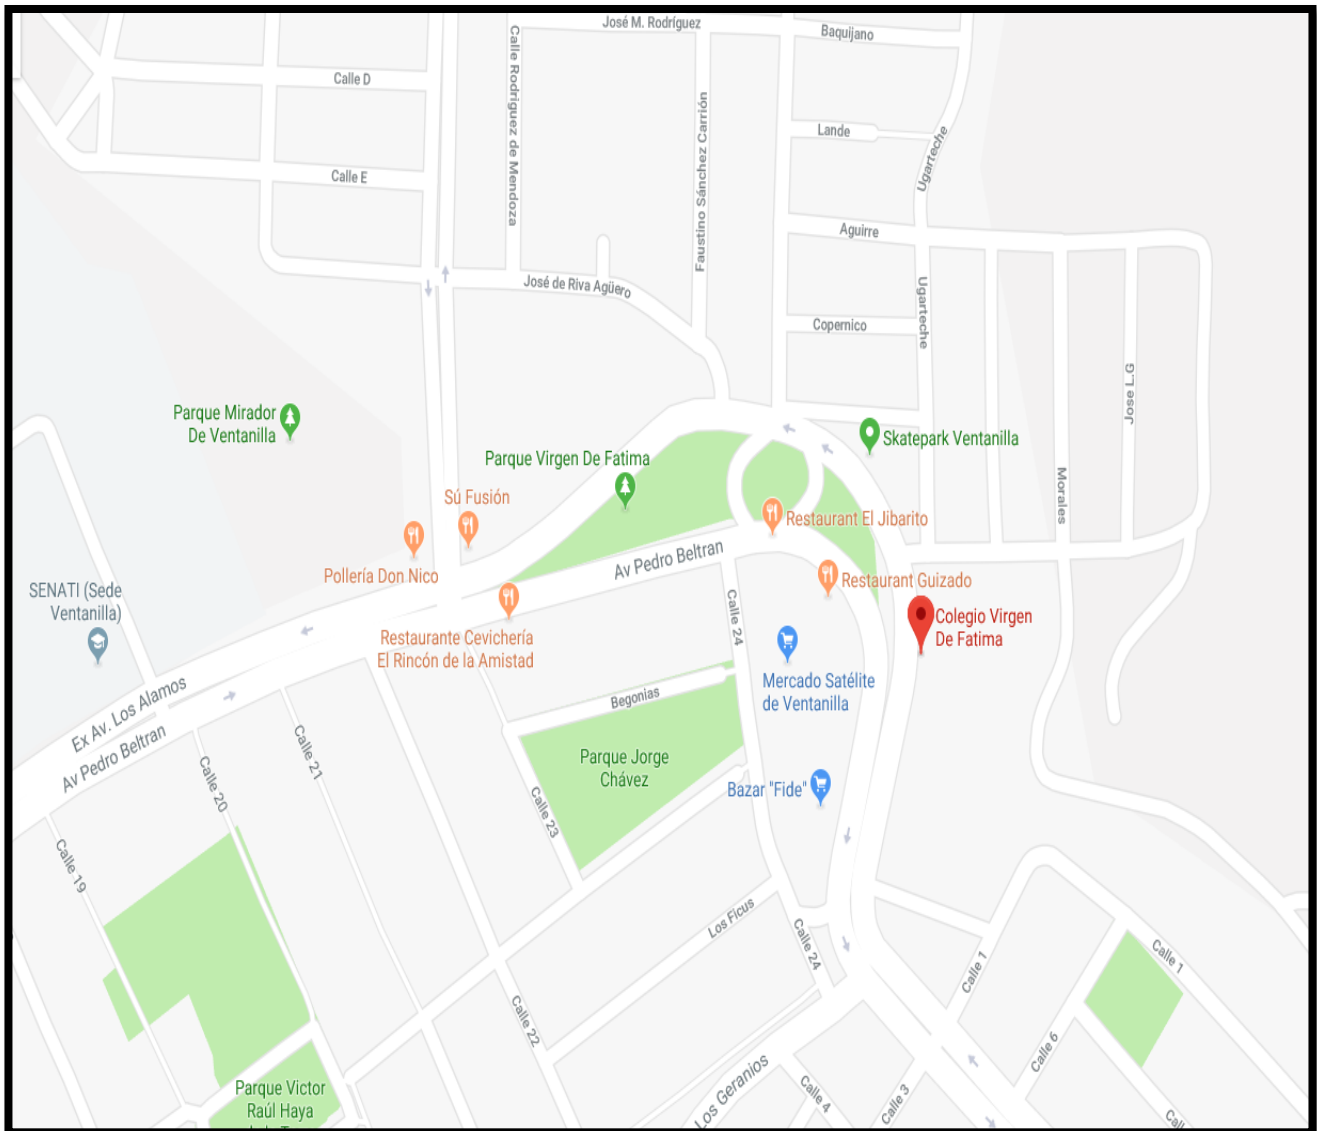 José M. Rodríguez
Baquijano
Calle Rodriguez de Mendoza
Calle D
Faustino Sánchez Carrión
Lande
Ugarteche
Calle E
Aguirre
José de Riva Agüero
Ugarteche
Copernico
Jose L.G
Parque Mirador
De Ventanilla
Skatepark Ventanilla
Parque Virgen De Fatima
Morales
Sú Fusión
Restaurant El Jibarito
Av Pedro Beltran
Pollería Don Nico
Restaurant Guizado
SENATI (Sede
Ventanilla)
Calle 24
Colegio Virgen
De Fatima
Restaurante Cevichería
El Rincón de la Amistad
Mercado Satélite
de Ventanilla
Begonias
Ex Av. Los Alamos
Av Pedro Beltran
Calle 21
Parque Jorge
Chávez
Calle 20
Bazar "Fide"
Calle 23
Calle 19
Los Ficus
Calle 24
Calle 1
Calle 1
Calle 22
Calle 6
Los Geranios
Calle 4
Calle 3
Parque Victor
Raúl Haya